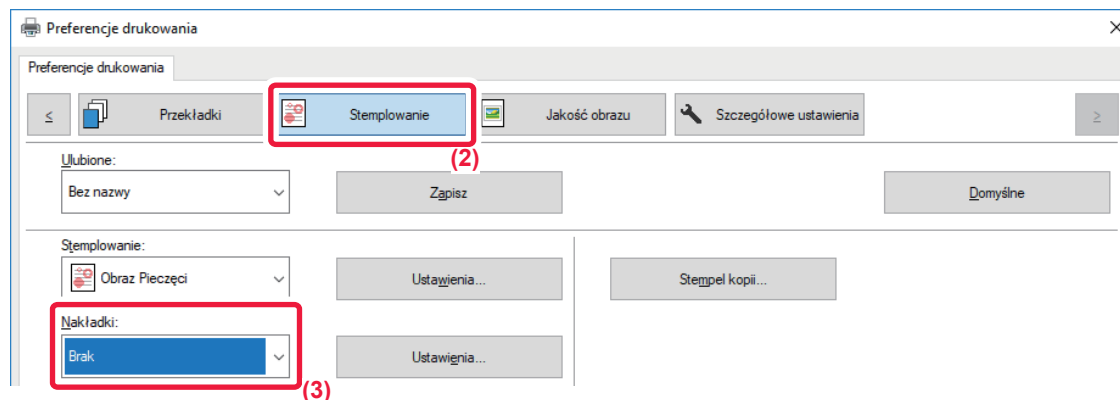 Preferencje drukowania
Preferencje drukowania
< Przekładki Stemplowanie Jakość obrazu Szczegółowe ustawienia >
(2)
Ulubione:
Bez nazwy Zapisz Domyślne
Stemplowanie:
Obraz Pieczęci Ustawienia... Stempel kopii...
Nakładki:
Brak Ustawienia...
(3)